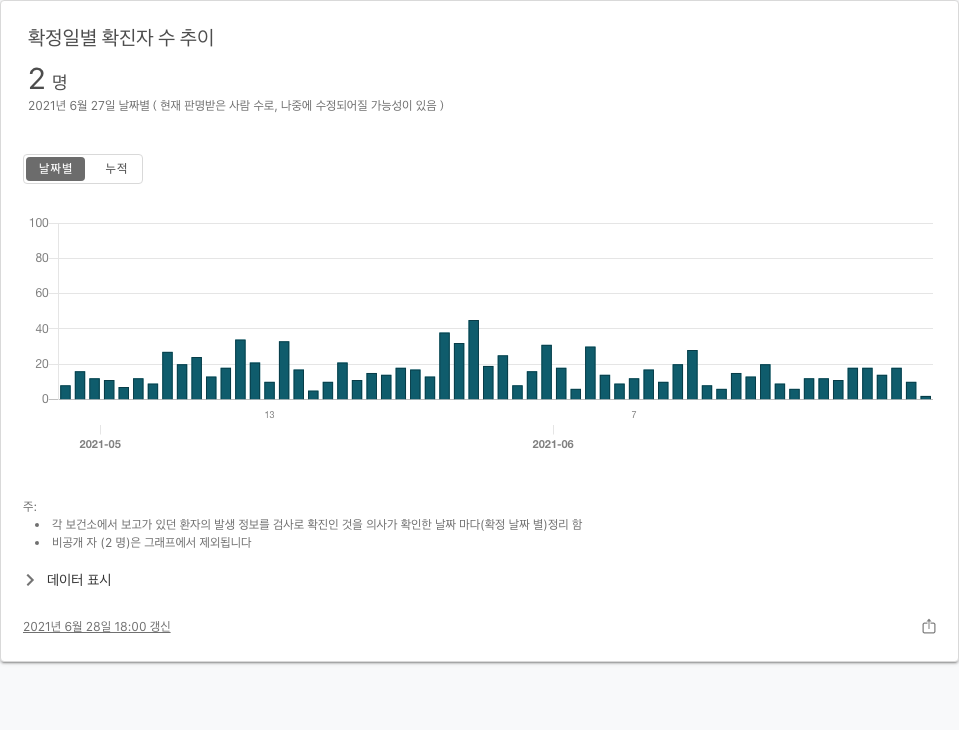 확정일별 확진자 수 추이
2 명
2021년 6월 27일 날짜별 ( 현재 판명받은 사람 수로, 나중에 수정되어질 가능성이 있음 )
날짜별 누적
100
80
60
40
20
0
13 7
2021-05 2021-06
주:
각 보건소에서 보고가 있던 환자의 발생 정보를 검사로 확진인 것을 의사가 확인한 날짜 마다(확정 날짜 별)정리 함
비공개 자 (2 명)은 그래프에서 제외됩니다
데이터 표시
2021년 6월 28일 18:00 갱신